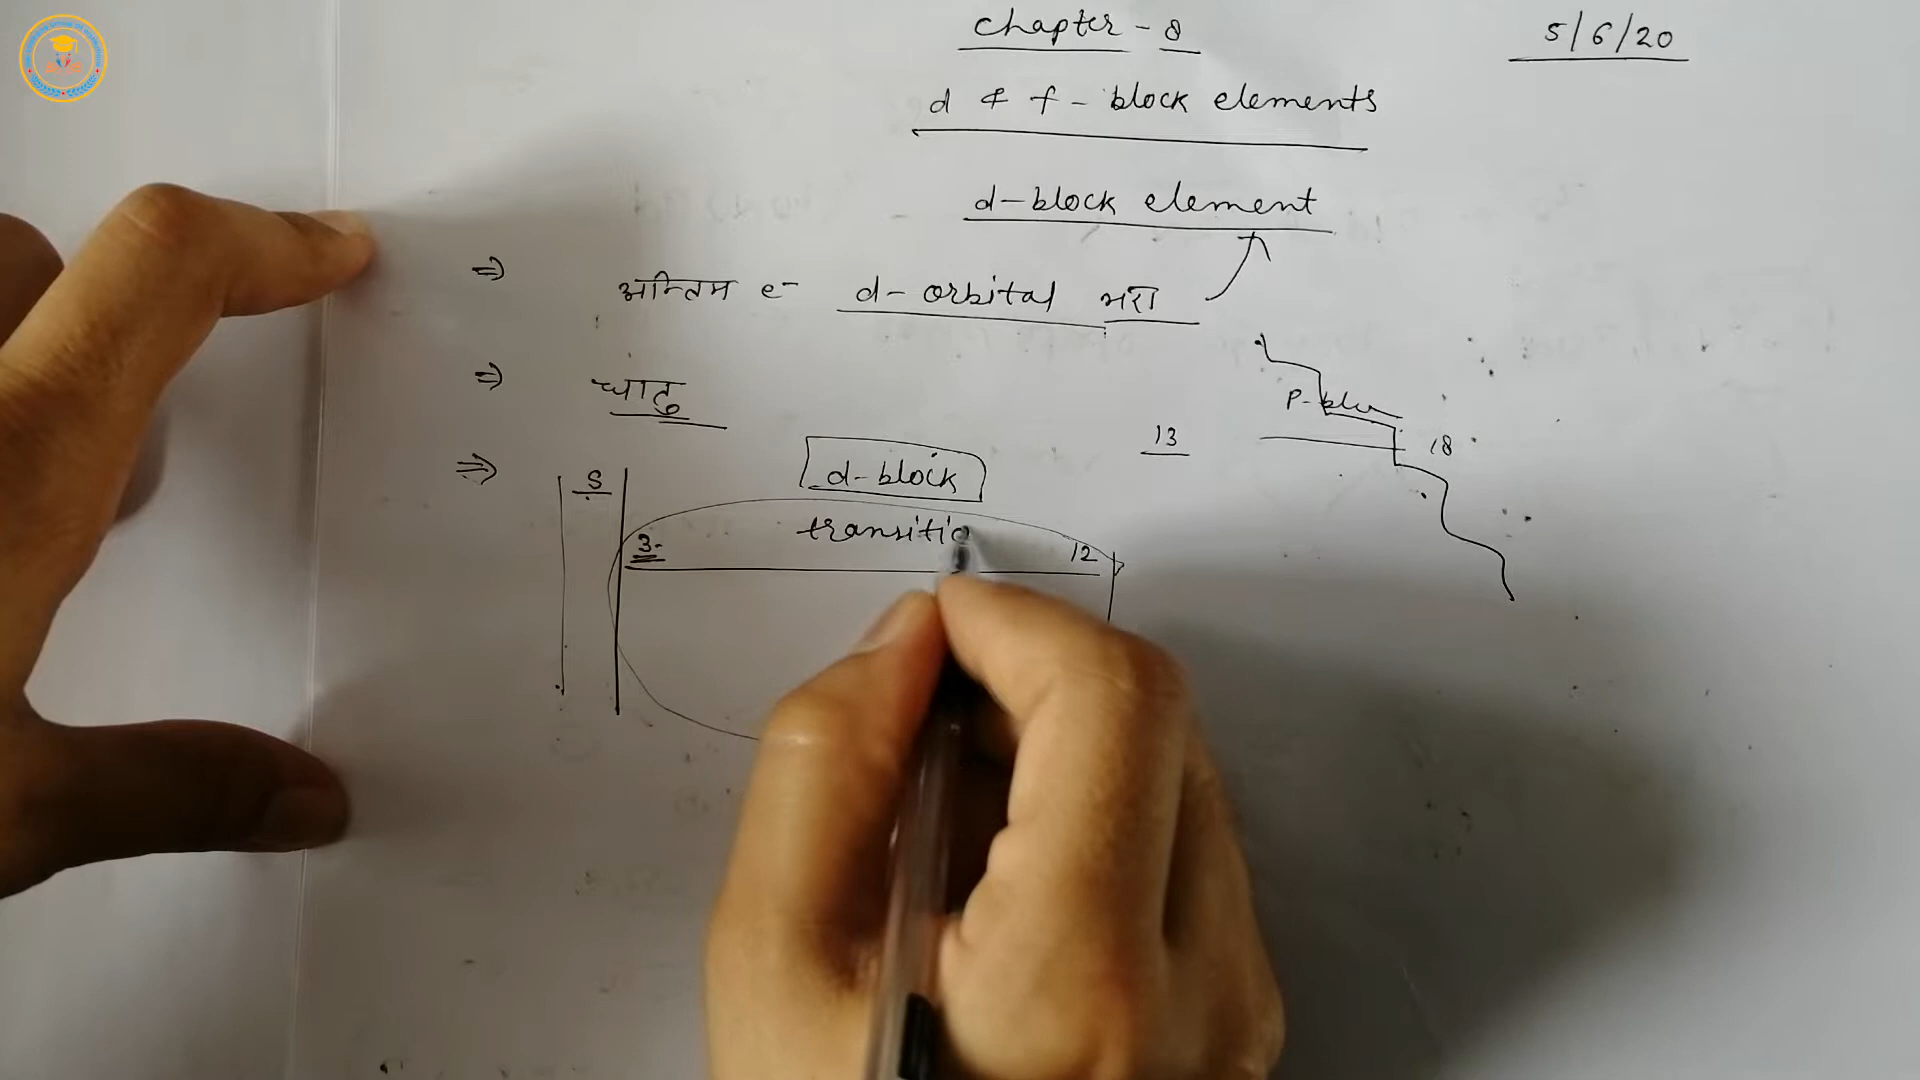 chapter - 8
5/6/20
d & f - block elements
d-block element
⇒ अन्तिम e- d- orbital भरा
⇒ धातु
P-blo
13
18
⇒ S
d-block
transitio
3- 12